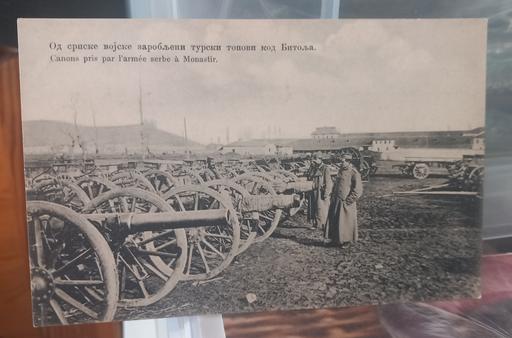 Од српске војске заробљени турски топови код Битоља.
Canons pris par l'armée serbe à Monastir.